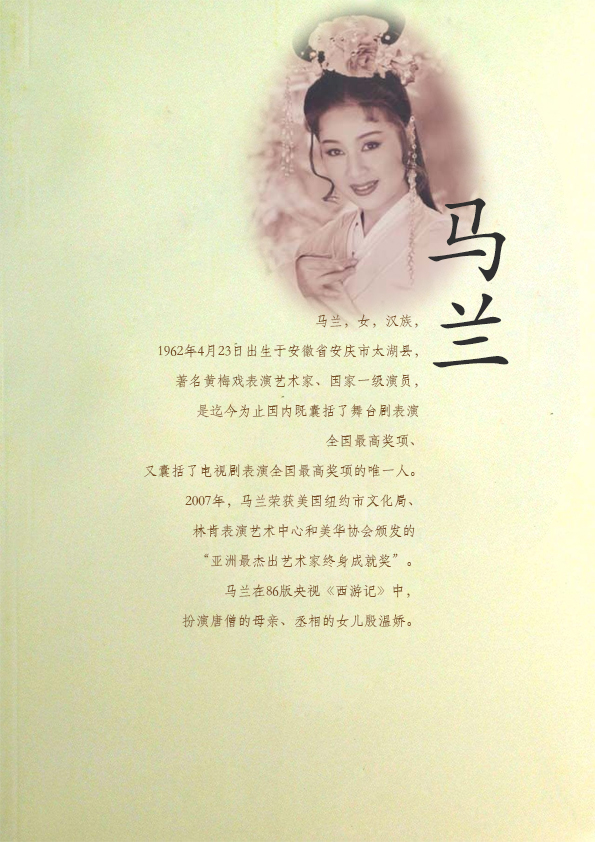 马
兰
马兰，女，汉族，
1962年4月23日出生于安徽省安庆市太湖县，
著名黄梅戏表演艺术家、国家一级演员，
是迄今为止国内既囊括了舞台剧表演
全国最高奖项、
又囊括了电视剧表演全国最高奖项的唯一人。
2007年，马兰荣获美国纽约市文化局、
林肯表演艺术中心和美华协会颁发的
“亚洲最杰出艺术家终身成就奖”。
马兰在86版央视《西游记》中，
扮演唐僧的母亲、丞相的女儿殷温娇。